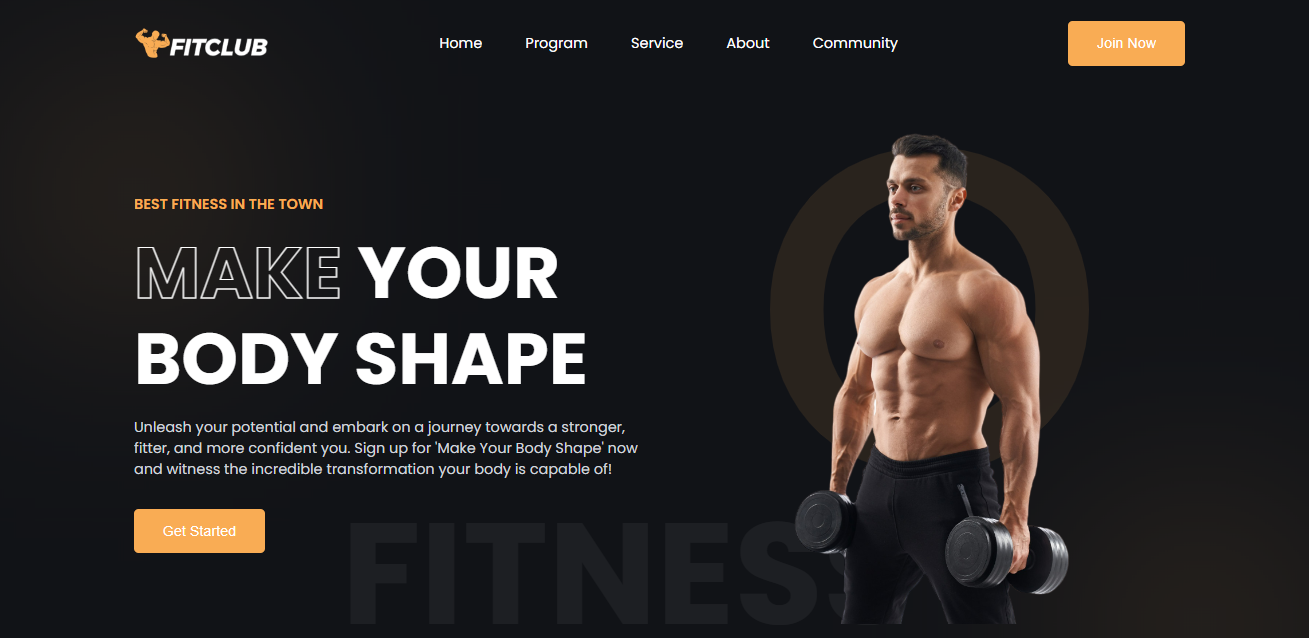 FITCLUB
Home Program Service About Community
Join Now
BEST FITNESS IN THE TOWN
MAKE YOUR
BODY SHAPE
Unleash your potential and embark on a journey towards a stronger,
fitter, and more confident you. Sign up for 'Make Your Body Shape' now
and witness the incredible transformation your body is capable of!
Get Started
FITNESS